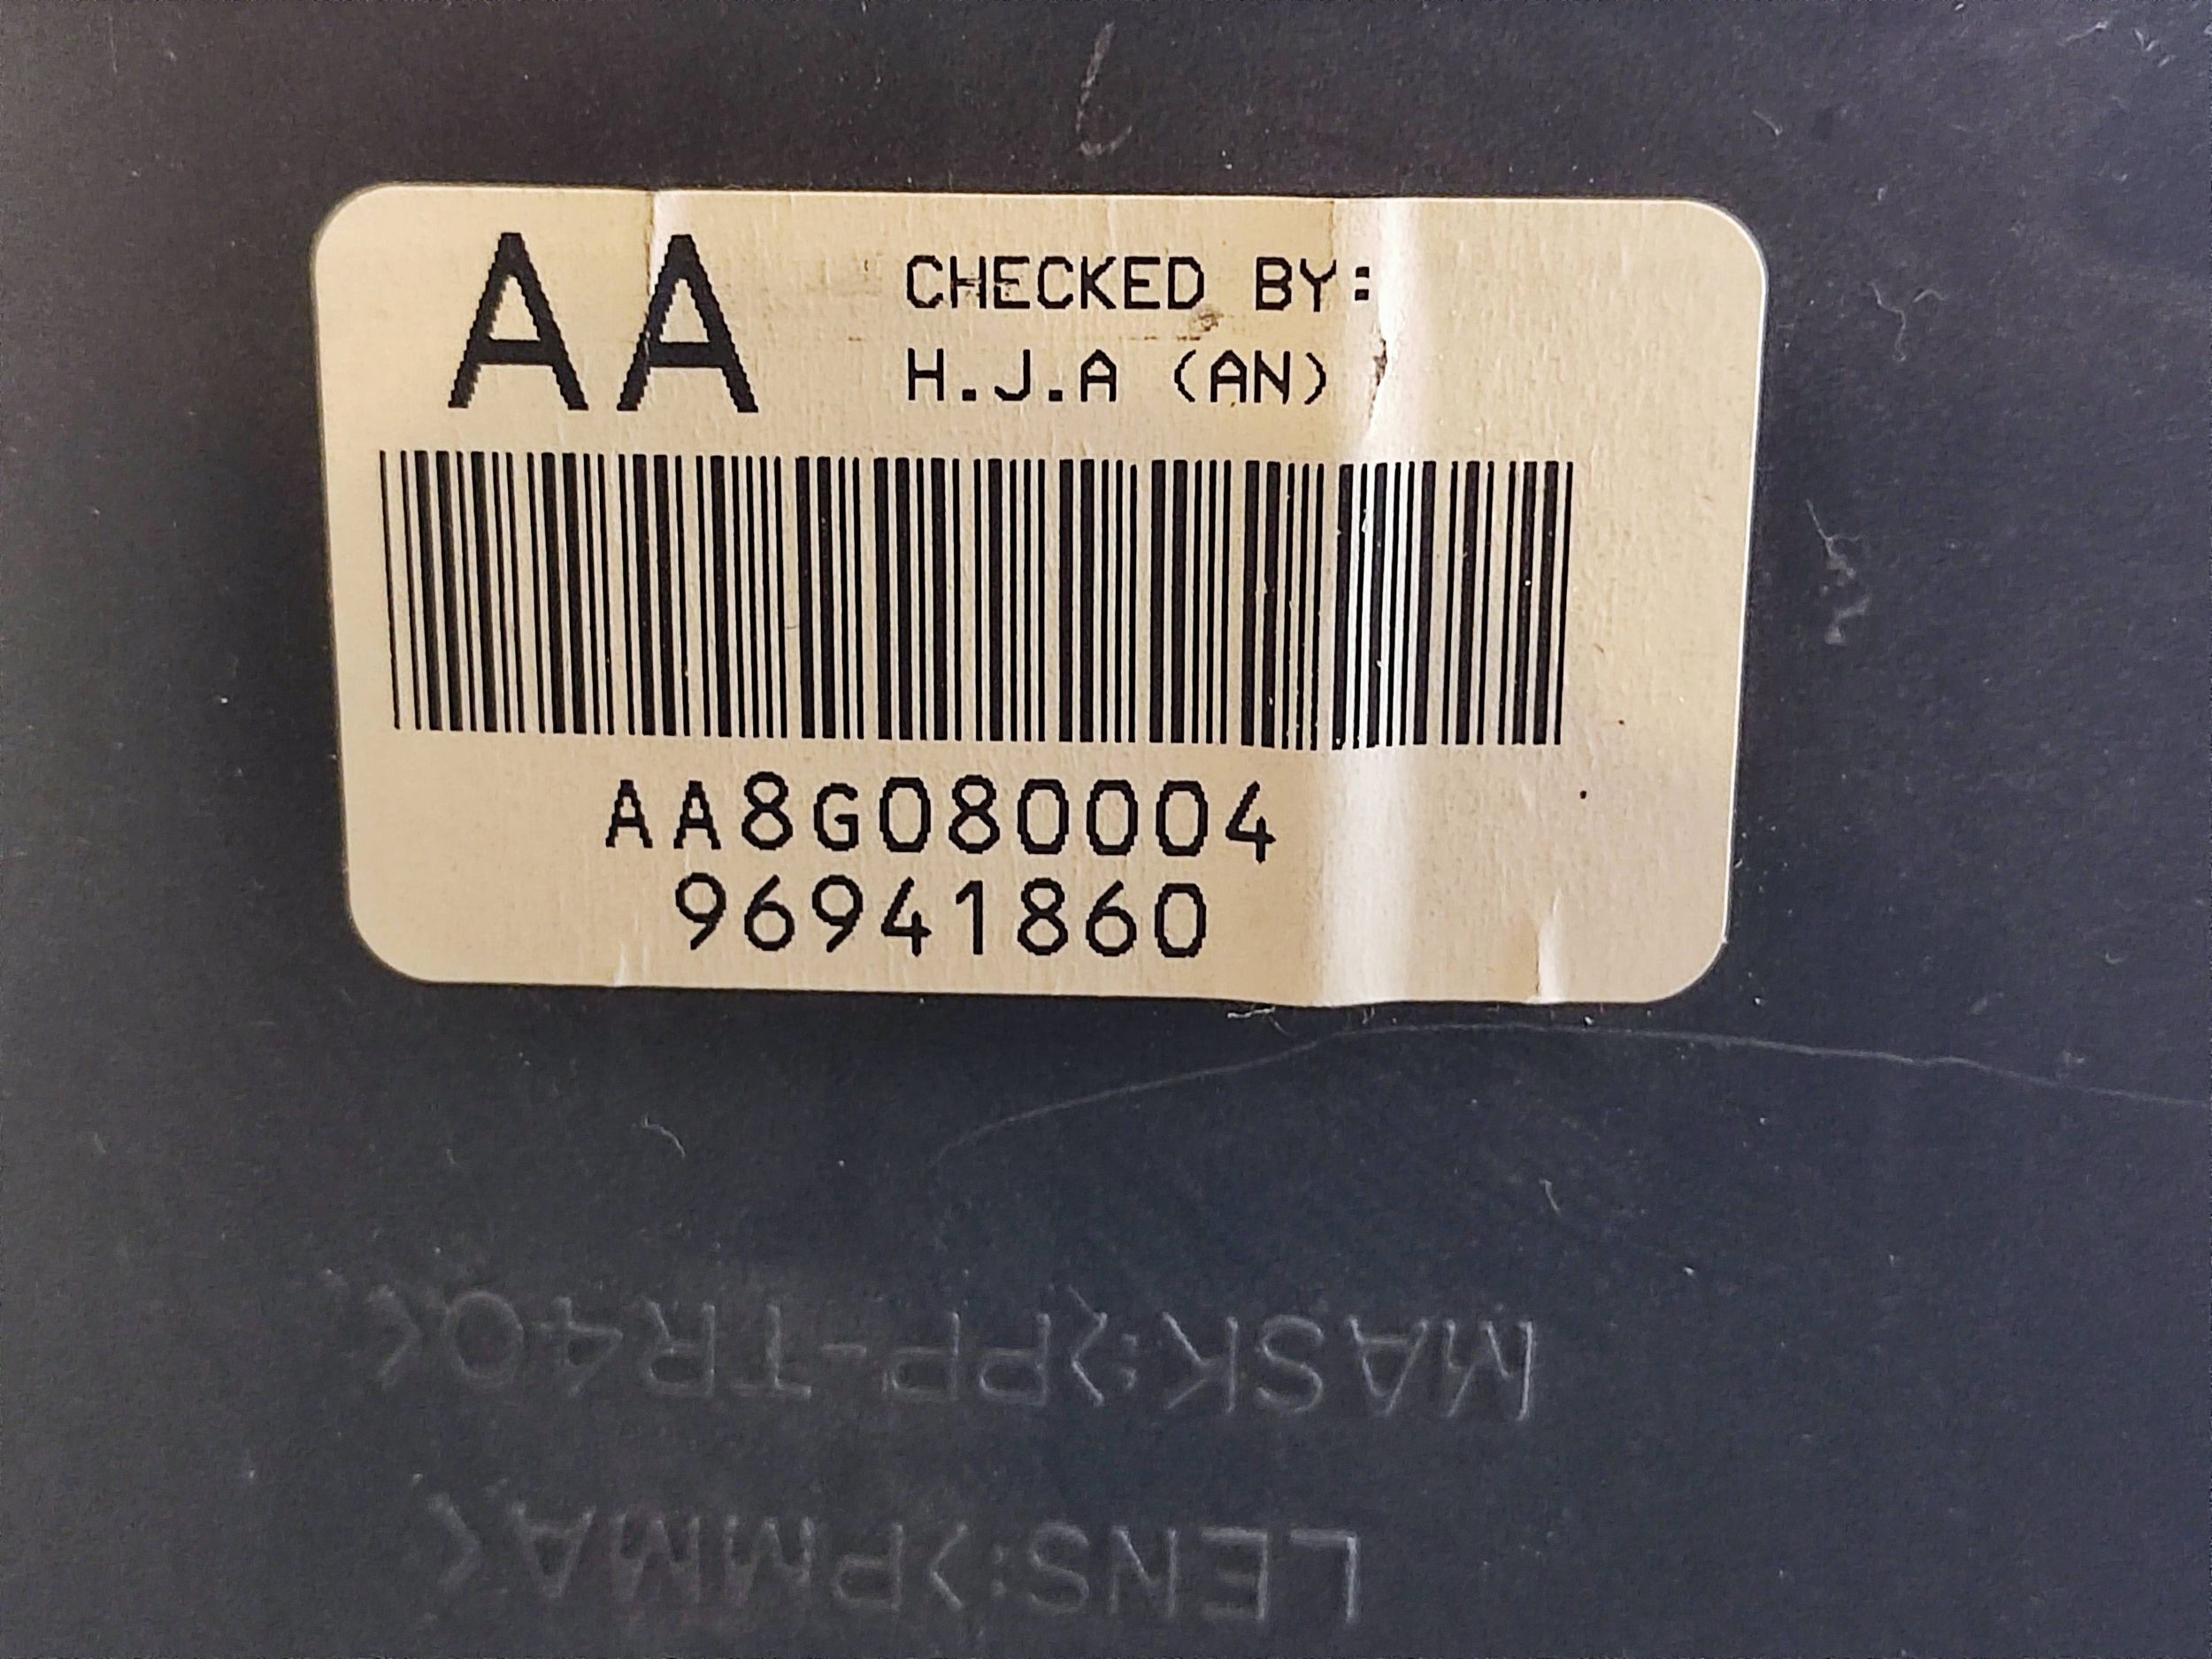 AA
CHECKED BY:
H.J.A (AN)
AA8G080004
96941860
MASK:>PP-TR40<
LENS:>PMMA<